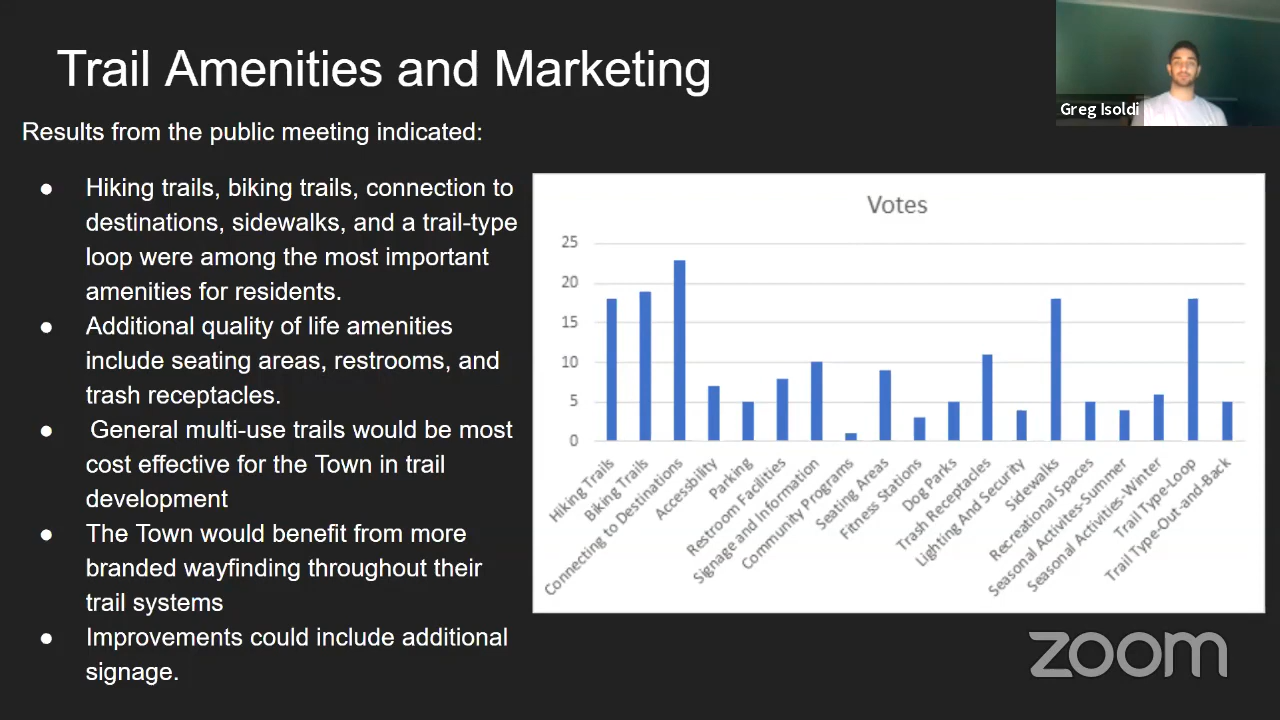 Trail Amenities and Marketing
Greg Isoldi
Results from the public meeting indicated:
● Hiking trails, biking trails, connection to
destinations, sidewalks, and a trail-type
loop were among the most important
amenities for residents.
● Additional quality of life amenities
include seating areas, restrooms, and
trash receptacles.
● General multi-use trails would be most
cost effective for the Town in trail
development
● The Town would benefit from more
branded wayfinding throughout their
trail systems
● Improvements could include additional
signage.
Votes
25
20
15
10
5
0
Hiking Trails
Biking Trails
Connecting to Destinations
Accessbility
Parking
Restroom Facilities
Signage and Information
Community Programs
Seating Areas
Fitness Stations
Dog Parks
Trash Receptacles
Lighting And Security
Sidewalks
Recreational Spaces
Seasonal Activites-Summer
Seasonal Activities-Winter
Trail Type-Loop
Trail Type-Out-and-Back
zoom